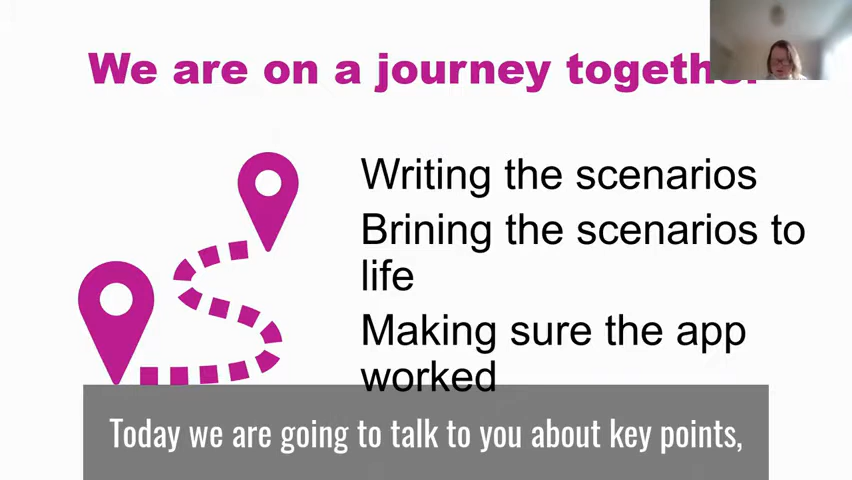 We are on a journey together
Writing the scenarios
Brining the scenarios to
life
Making sure the app
worked
Today we are going to talk to you about key points,